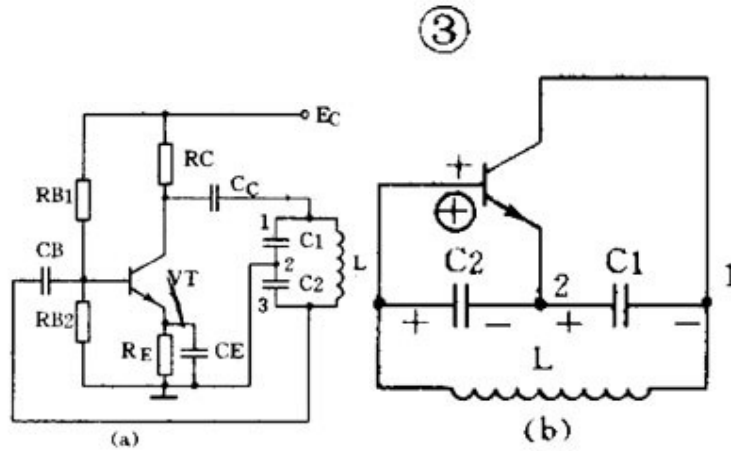 ③
EC
RC
CC
RB1
1
C1
CB
2
L
C2
VT
3
RB2
RE
CE
(a)
+
+
C2
2
C1
1
+ - + -
L
(b)